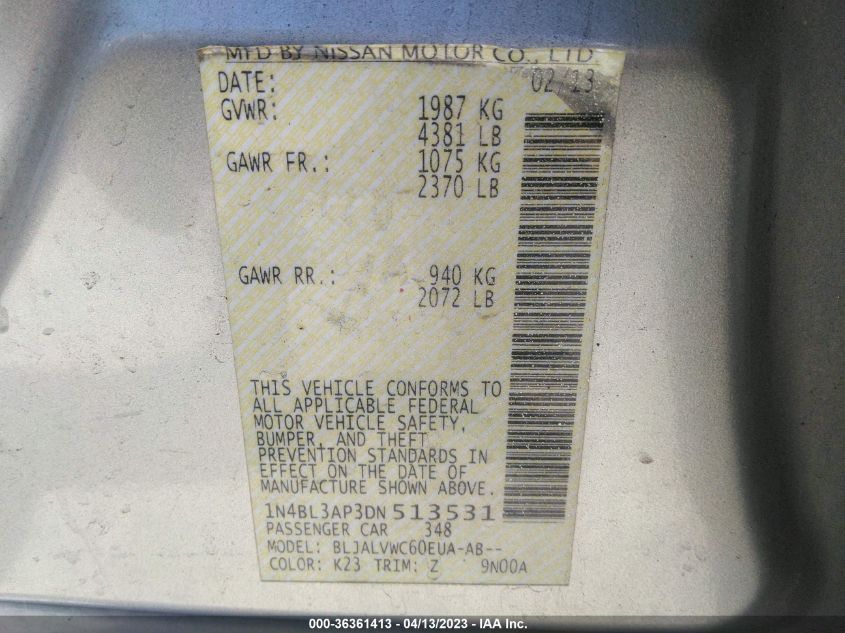 MFD BY NISSAN MOTOR CO., LTD.
DATE: 02/13
GVWR: 1987 KG
4381 LB
GAWR FR.: 1075 KG
2370 LB
GAWR RR.: 940 KG
2072 LB
THIS VEHICLE CONFORMS TO
ALL APPLICABLE FEDERAL
MOTOR VEHICLE SAFETY,
BUMPER, AND THEFT
PREVENTION STANDARDS IN
EFFECT ON THE DATE OF
MANUFACTURE SHOWN ABOVE.
1N4BL3AP3DN513531
PASSENGER CAR 348
MODEL: BLJALVWC60EUA-AB--
COLOR: K23 TRIM: Z 9N00A
000-36361413 - 04/13/2023 - IAA Inc.